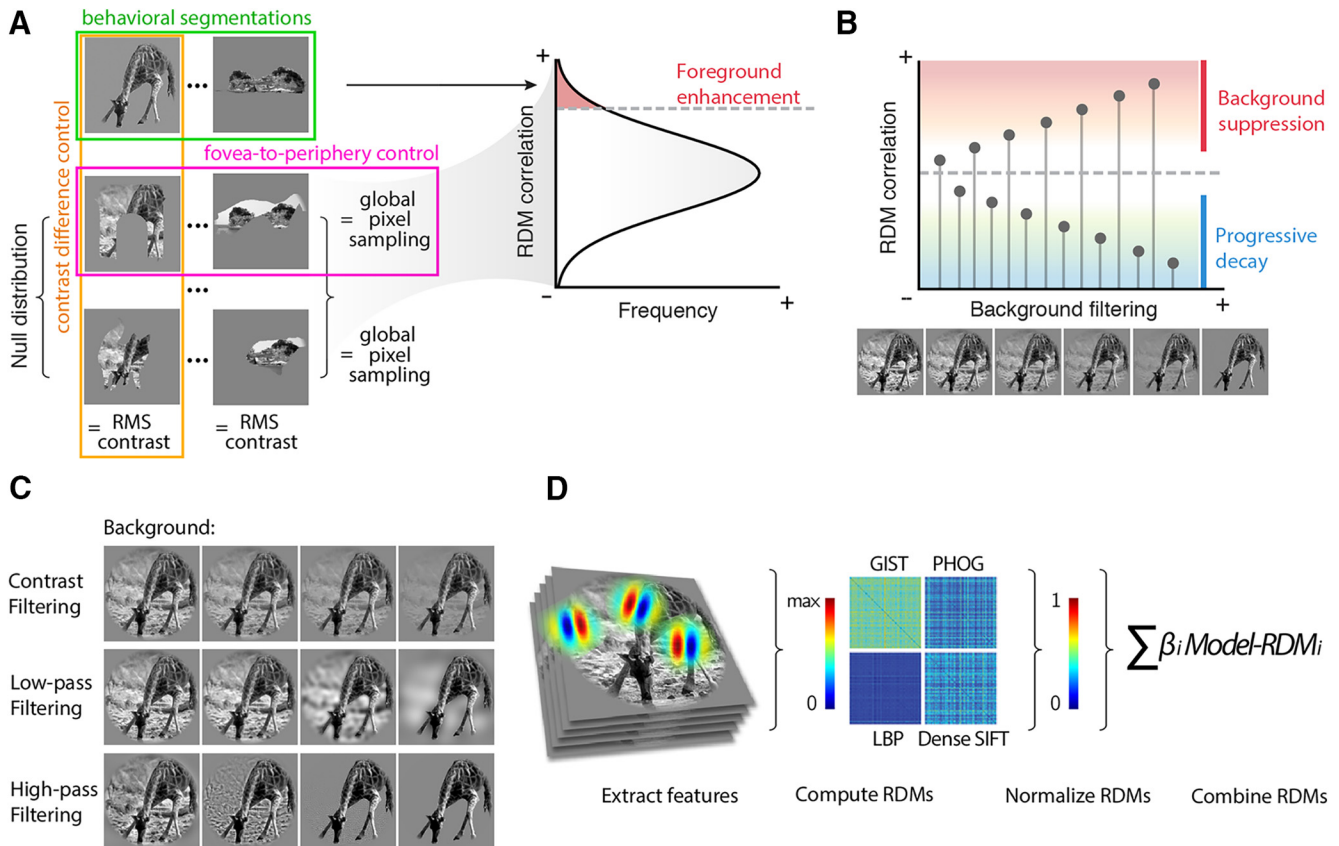 A
behavioral segmentations
contrast difference control
fovea-to-periphery control
Null distribution
=
global
pixel
sampling
=
global
pixel
sampling
= RMS
contrast
= RMS
contrast
+
Foreground
enhancement
RDM correlation
–
Frequency
+
B
+
RDM correlation
Background
suppression
Progressive
decay
--
Background filtering
+
C
Background:
Contrast
Filtering
Low-pass
Filtering
High-pass
Filtering
D
GIST PHOG
max
0
LBP Dense SIFT
1
0
∑ βi Model-RDMi
Extract features Compute RDMs Normalize RDMs Combine RDMs